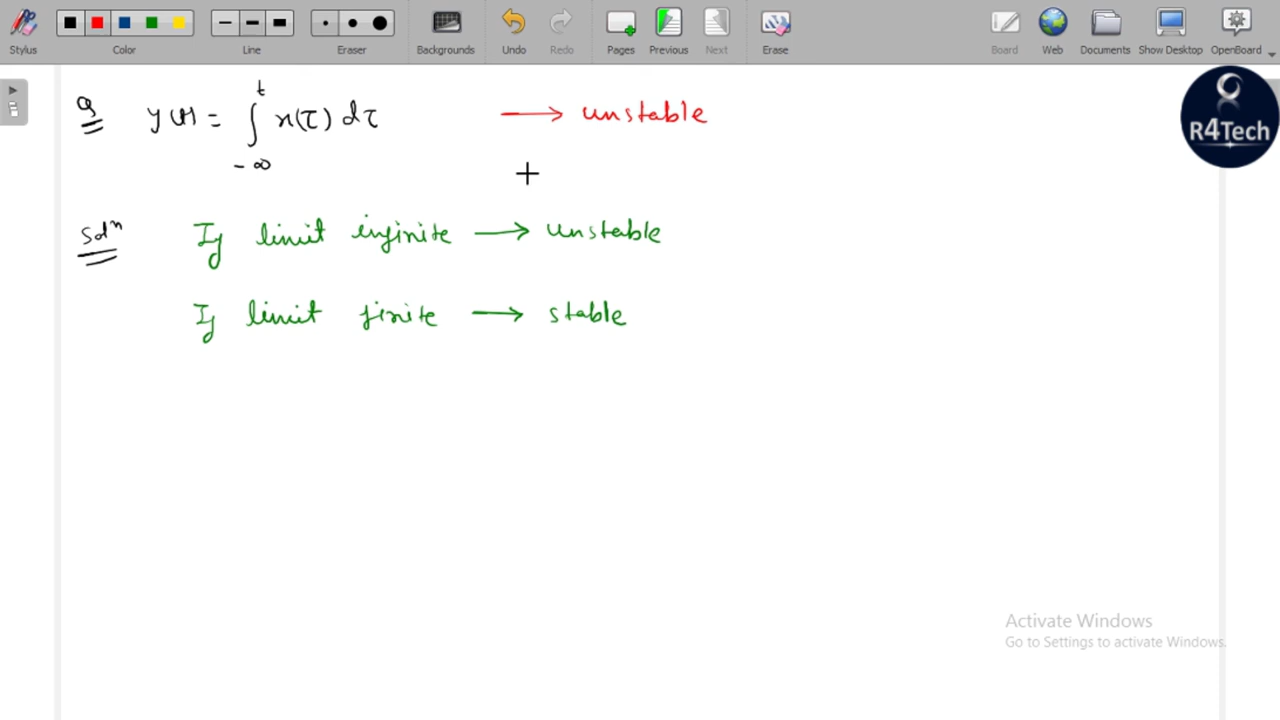 Stylus Color Line Eraser Backgrounds Undo Redo Pages Previous Next Erase Board Web Documents Show Desktop OpenBoard
R4Tech
Q y(t) = ∫_{-∞}^{t} x(τ) dτ → unstable
Solⁿ If limit infinite → unstable
If limit finite → stable
Activate Windows
Go to Settings to activate Windows.